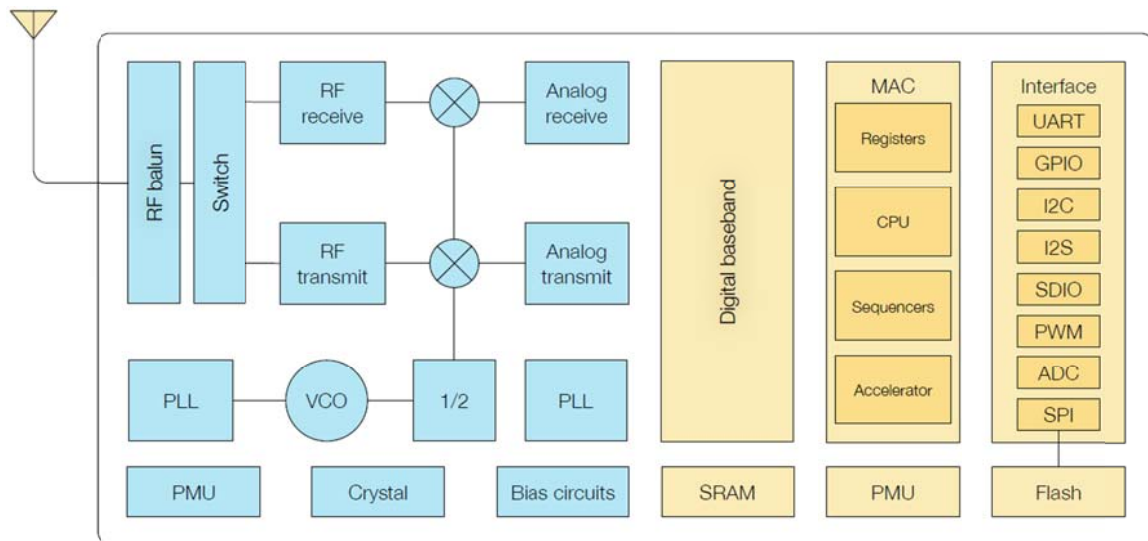 RF balun
Switch
RF
receive
Analog
receive
RF
transmit
Analog
transmit
PLL
VCO
1/2
PLL
PMU
Crystal
Bias circuits
Digital baseband
SRAM
MAC
Registers
CPU
Sequencers
Accelerator
PMU
Interface
UART
GPIO
I2C
I2S
SDIO
PWM
ADC
SPI
Flash